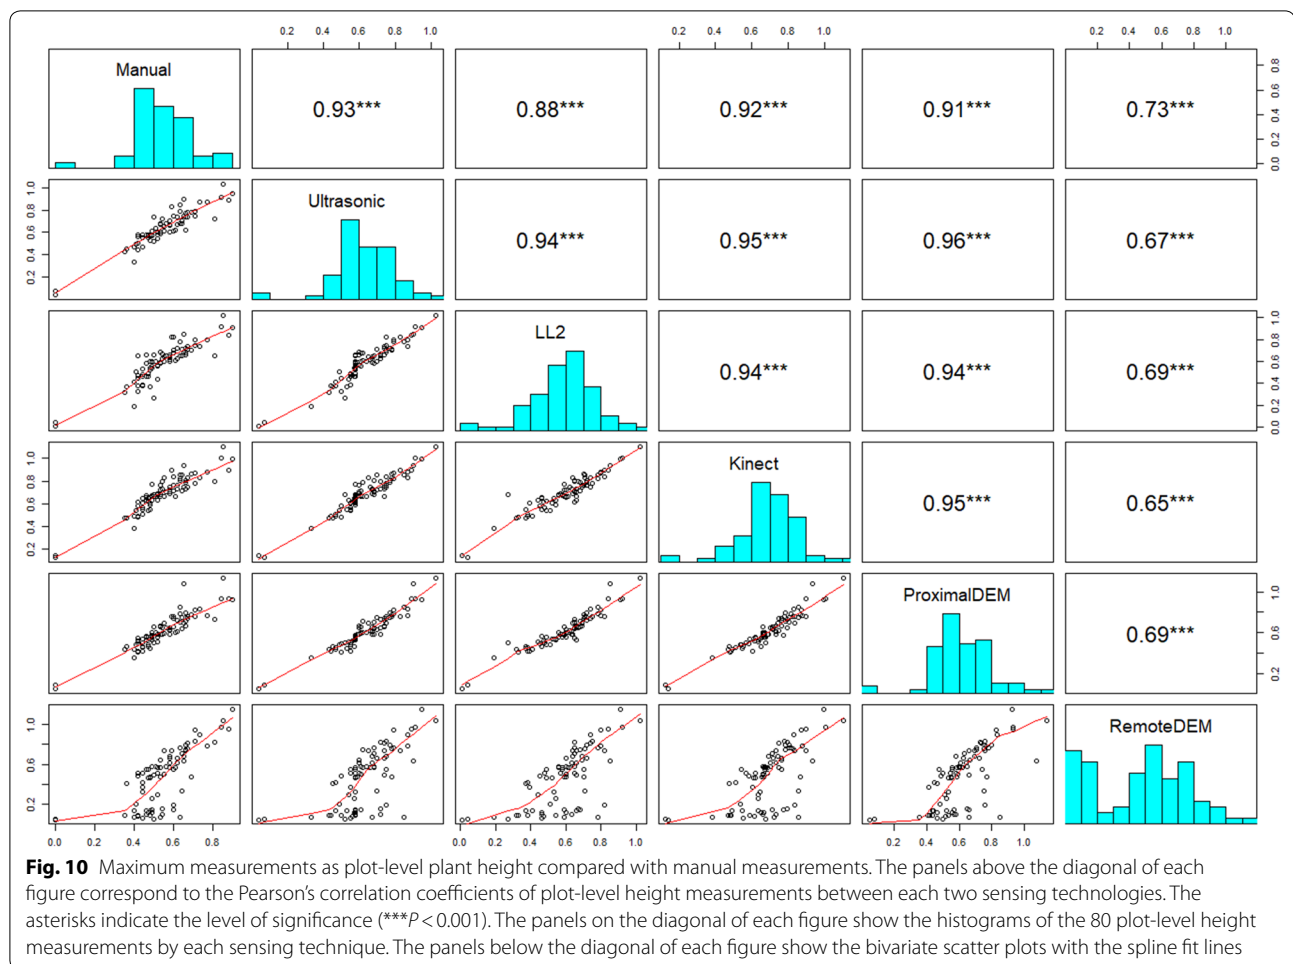 0.2 0.4 0.6 0.8 1.0
0.2 0.4 0.6 0.8 1.0
0.2 0.4 0.6 0.8 1.0
Manual
0.93***
0.88***
0.92***
0.91***
0.73***
0.0 0.2 0.4 0.6 0.8
0.2 0.4 0.6 0.8 1.0
Ultrasonic
0.94***
0.95***
0.96***
0.67***
LL2
0.94***
0.94***
0.69***
0.0 0.2 0.4 0.6 0.8 1.0
0.2 0.4 0.6 0.8 1.0
Kinect
0.95***
0.65***
ProximalDEM
0.69***
0.2 0.6 1.0
0.2 0.6 1.0
RemoteDEM
0.0 0.2 0.4 0.6 0.8
0.0 0.2 0.4 0.6 0.8 1.0
0.2 0.4 0.6 0.8 1.0
Fig. 10 Maximum measurements as plot-level plant height compared with manual measurements. The panels above the diagonal of each
figure correspond to the Pearson's correlation coefficients of plot-level height measurements between each two sensing technologies. The
asterisks indicate the level of significance (***P < 0.001). The panels on the diagonal of each figure show the histograms of the 80 plot-level height
measurements by each sensing technique. The panels below the diagonal of each figure show the bivariate scatter plots with the spline fit lines